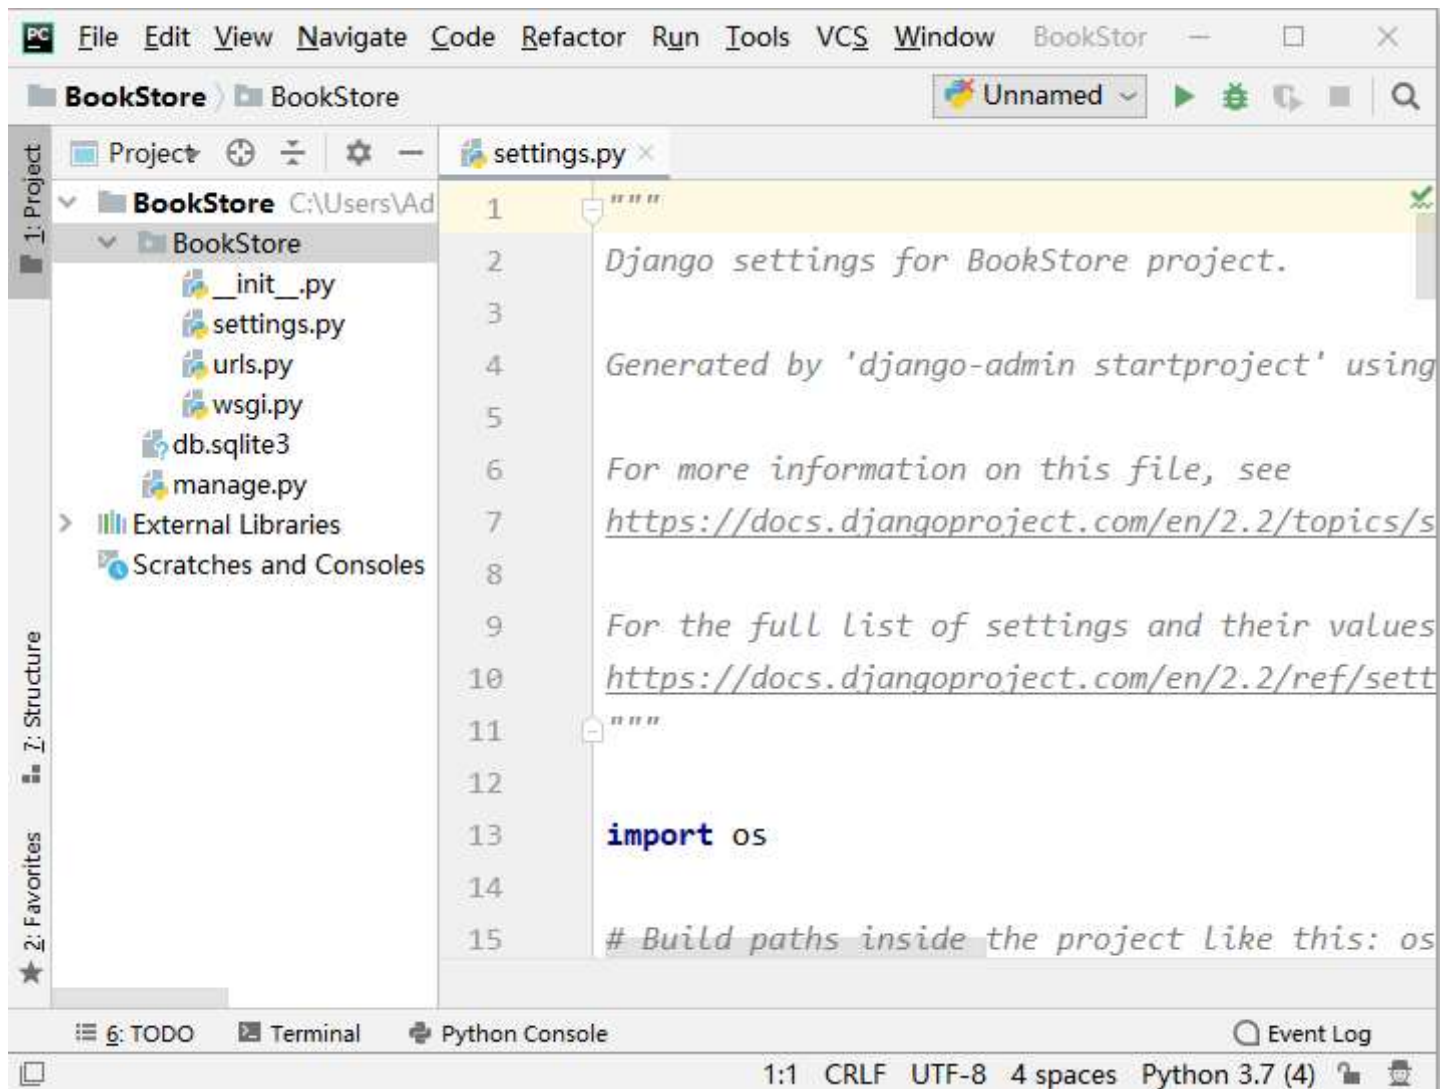 PC File Edit View Navigate Code Refactor Run Tools VCS Window BookStor
BookStore BookStore Unnamed
1: Project
Project
settings.py
BookStore C:\Users\Ad
BookStore
__init__.py
settings.py
urls.py
wsgi.py
db.sqlite3
manage.py
External Libraries
Scratches and Consoles
7: Structure
2: Favorites
1 """
2 Django settings for BookStore project.
3
4 Generated by 'django-admin startproject' using
5
6 For more information on this file, see
7 https://docs.djangoproject.com/en/2.2/topics/s
8
9 For the full list of settings and their values
10 https://docs.djangoproject.com/en/2.2/ref/sett
11 """
12
13 import os
14
15 # Build paths inside the project like this: os
6: TODO Terminal Python Console Event Log
1:1 CRLF UTF-8 4 spaces Python 3.7 (4)